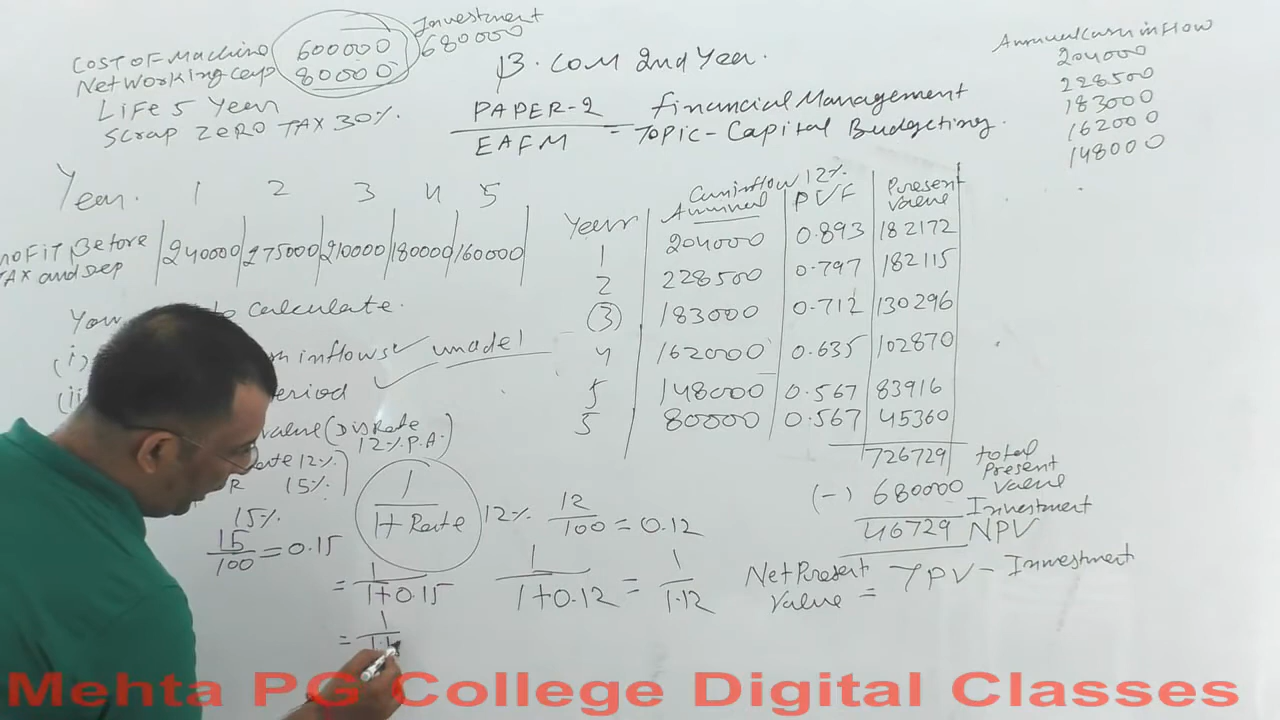 Investment
680000
COST OF Machine 600000
Net Working Cap 80000
LIFE 5 Year
SCrap ZERO TAX 30%
B.COM 2nd Year.
PAPER-2 Financial Management
EAFM = Topic-Capital Budgeting.
Annual Cash inflow
204000
228500
183000
162000
148000
Year. 1 2 3 4 5
Before 240000 275000 210000 180000 160000
TAX and Dep
to Calculate.
(i) inflows ✓ under
(ii) eriod ✓
value (Dis Rate
12% P.A.)
ate 12%
R 15%
15%
15/100 = 0.15
1/(1+Rate) 12% 12/100 = 0.12
= 1/(1+0.15) 1/(1+0.12) = 1/1.12
= 1
Years Annual Cash inflow 12% PVF Present Value
1 204000 0.893 182172
2 228500 0.797 182115
(3) 183000 0.712 130296
4 162000 0.635 102870
5 148000 0.567 83916
5 80000 0.567 45360
726729 total Present Value
(-) 680000 Investment
46729 NPV
Net Present Value = TPV - Investment
Mehta PG College Digital Classes